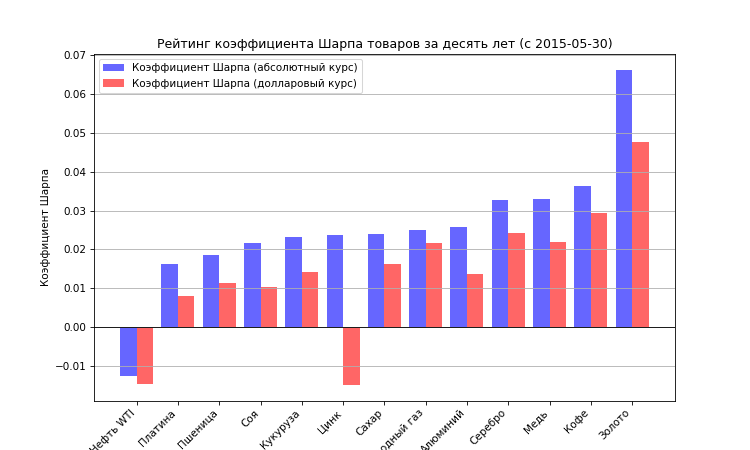 Рейтинг коэффициента Шарпа товаров за десять лет (с 2015-05-30)
Коэффициент Шарпа (абсолютный курс)
Коэффициент Шарпа (долларовый курс)
Коэффициент Шарпа
0.07
0.06
0.05
0.04
0.03
0.02
0.01
0.00
−0.01
Нефть WTI
Платина
Пшеница
Соя
Кукуруза
Цинк
Сахар
одный газ
Алюминий
Серебро
Медь
Кофе
Золото